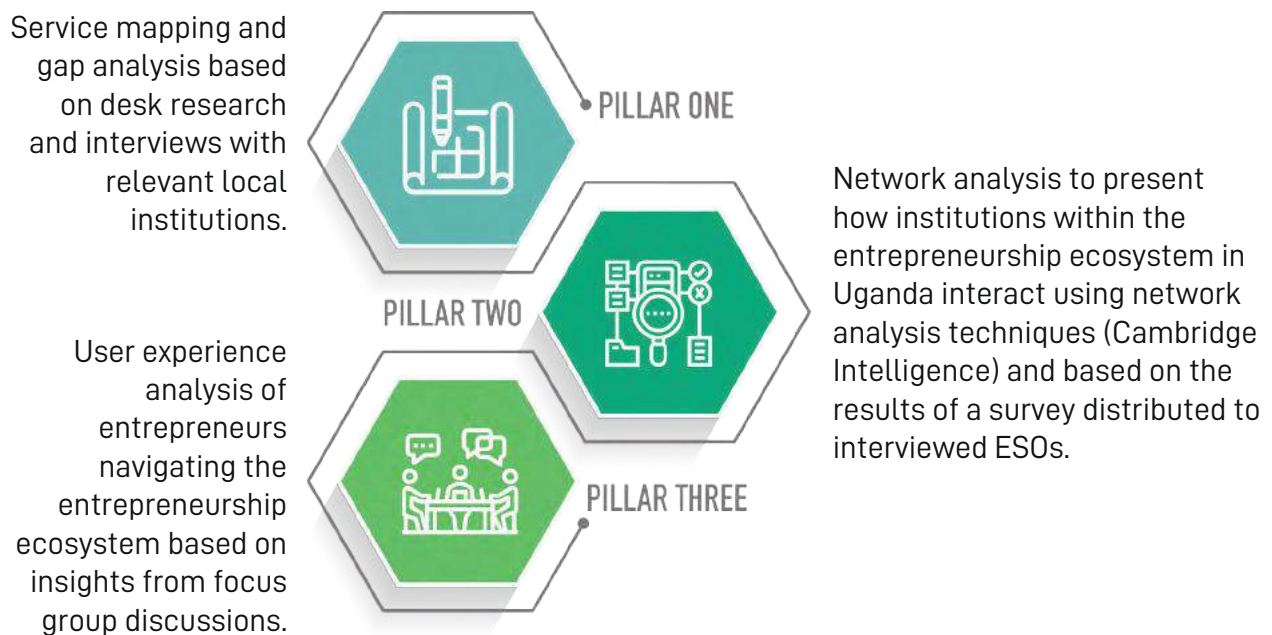 Service mapping and
gap analysis based
on desk research
and interviews with
relevant local
institutions.
PILLAR ONE
Network analysis to present
how institutions within the
entrepreneurship ecosystem in
Uganda interact using network
analysis techniques (Cambridge
Intelligence) and based on the
results of a survey distributed to
interviewed ESOs.
PILLAR TWO
User experience
analysis of
entrepreneurs
navigating the
entrepreneurship
ecosystem based on
insights from focus
group discussions.
PILLAR THREE